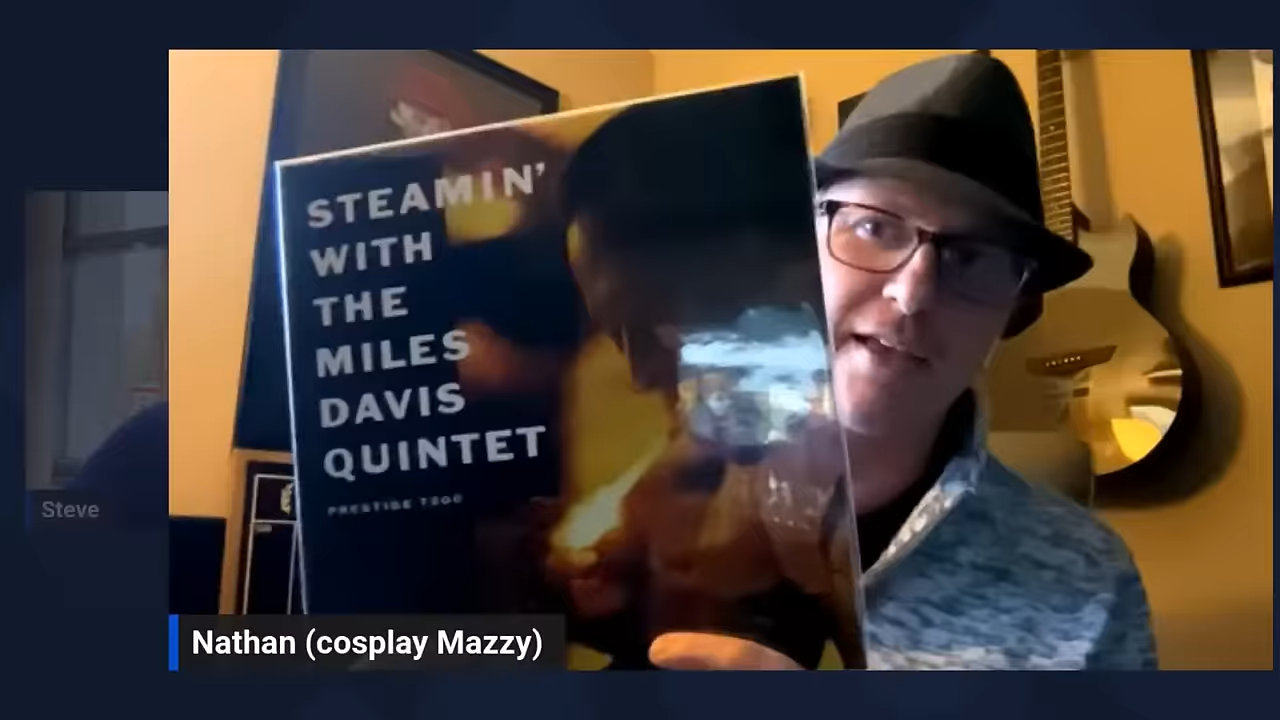 STEAMIN'
WITH
THE
MILES
DAVIS
QUINTET
PRESTIGE 7200
Steve
Nathan (cosplay Mazzy)